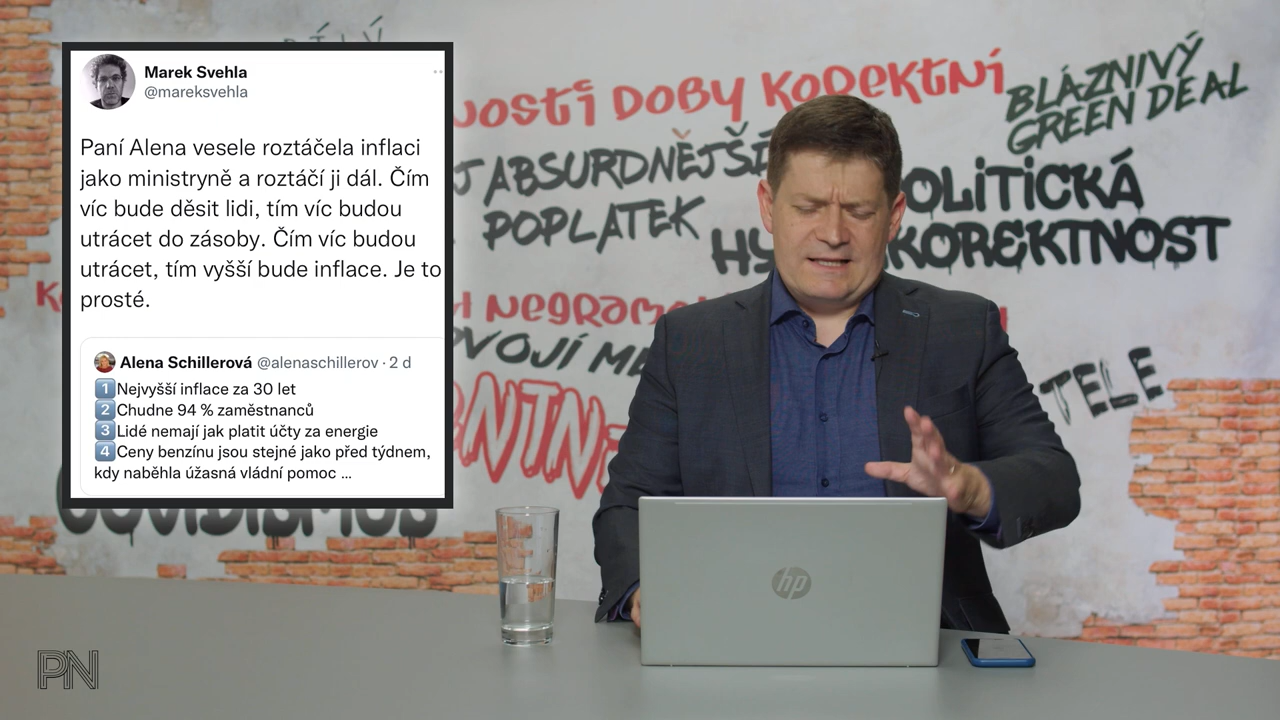 Marek Svehla
@mareksvehla
Paní Alena vesele roztáčela inflaci
jako ministryně a roztáčí ji dál. Čím
víc bude děsit lidi, tím víc budou
utrácet do zásoby. Čím víc budou
utrácet, tím vyšší bude inflace. Je to
prosté.
Alena Schillerová @alenaschillerov · 2 d
1 Nejvyšší inflace za 30 let
2 Chudne 94 % zaměstnanců
3 Lidé nemají jak platit účty za energie
4 Ceny benzínu jsou stejné jako před týdnem,
kdy naběhla úžasná vládní pomoc ...
DOBY KOREKTNÍ
BLÁZNIVÝ
GREEN DEAL
POPLATEK
KOREKTNOST
COVIDISMUS
hp
PN